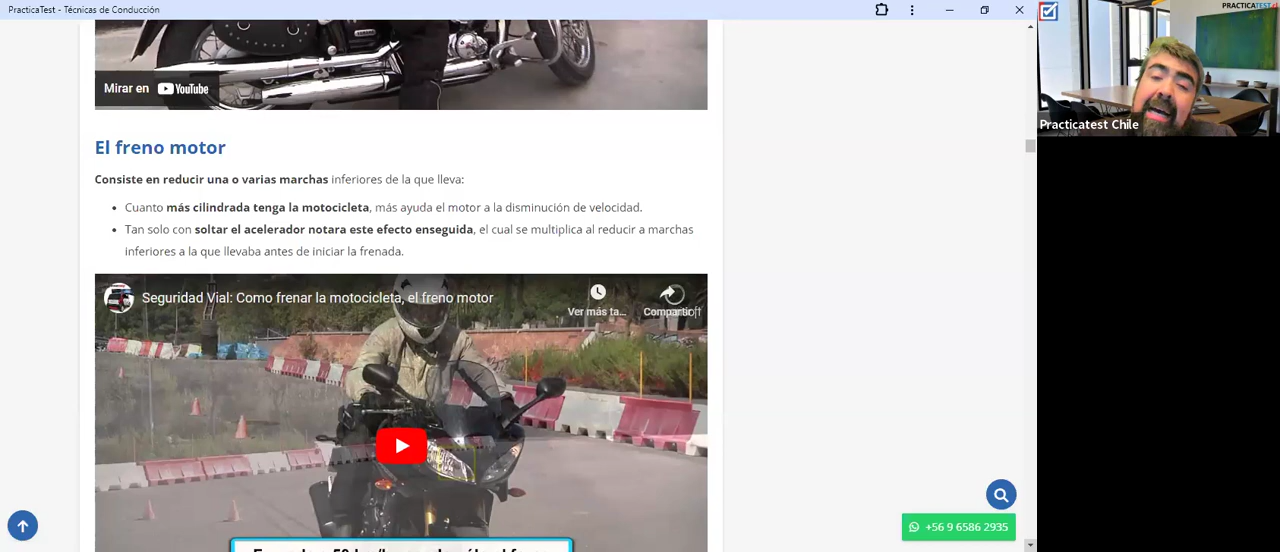 PracticaTest - Técnicas de Conducción
PRACTICATEST.cl
Mirar en YouTube
Practicatest Chile
El freno motor
Consiste en reducir una o varias marchas inferiores de la que lleva:
Cuanto más cilindrada tenga la motocicleta, más ayuda el motor a la disminución de velocidad.
Tan solo con soltar el acelerador notara este efecto enseguida, el cual se multiplica al reducir a marchas
inferiores a la que llevaba antes de iniciar la frenada.
Seguridad Vial: Como frenar la motocicleta, el freno motor
Ver más ta...
Compartir
+56 9 6586 2935